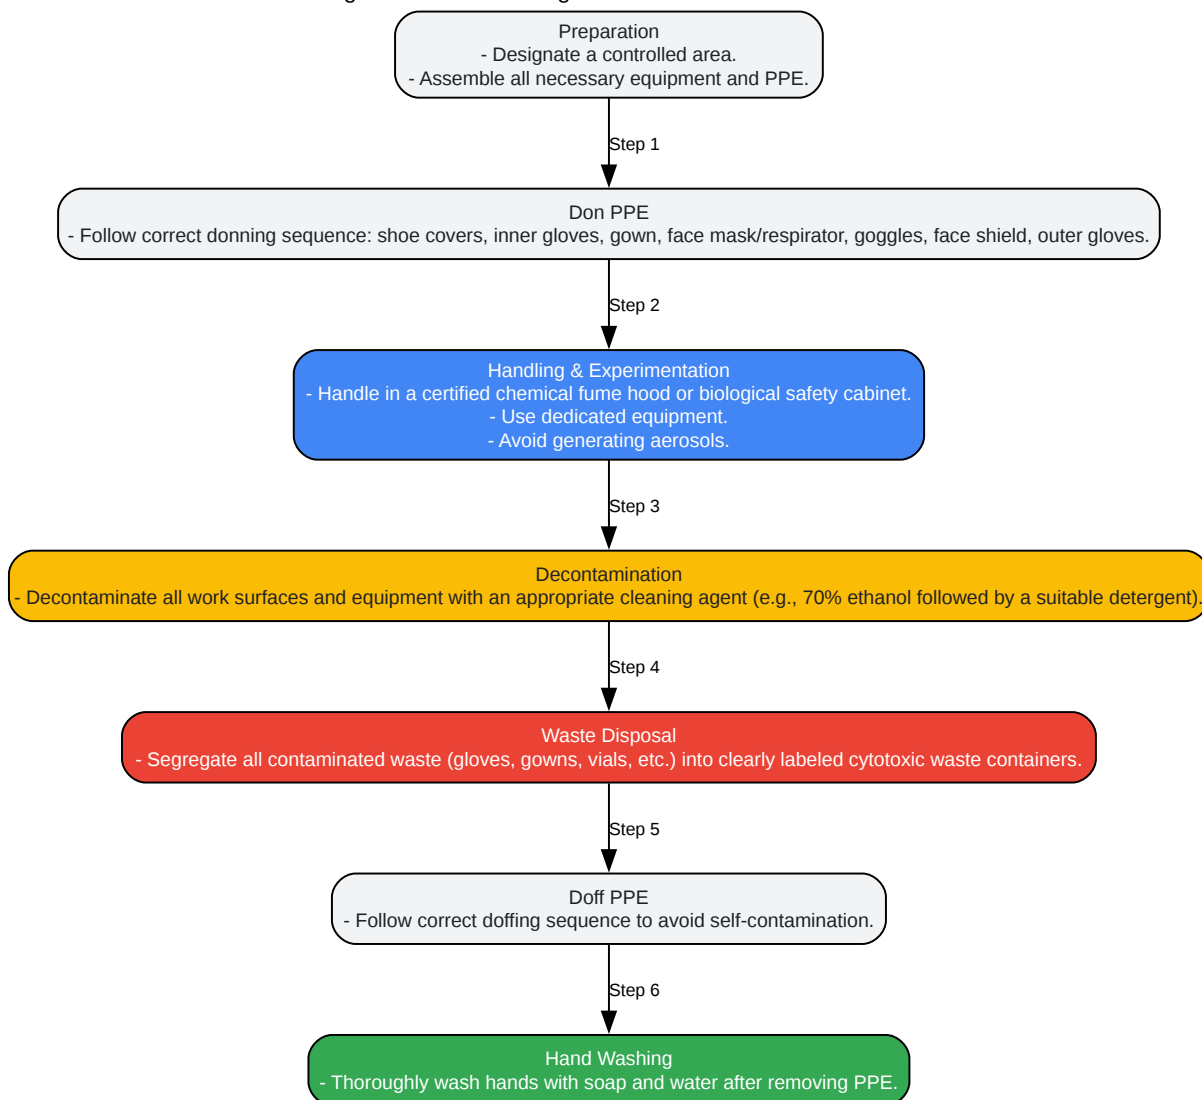 Preparation
- Designate a controlled area.
- Assemble all necessary equipment and PPE.
Step 1
Don PPE
- Follow correct donning sequence: shoe covers, inner gloves, gown, face mask/respirator, goggles, face shield, outer gloves.
Step 2
Handling & Experimentation
- Handle in a certified chemical fume hood or biological safety cabinet.
- Use dedicated equipment.
- Avoid generating aerosols.
Step 3
Decontamination
- Decontaminate all work surfaces and equipment with an appropriate cleaning agent (e.g., 70% ethanol followed by a suitable detergent).
Step 4
Waste Disposal
- Segregate all contaminated waste (gloves, gowns, vials, etc.) into clearly labeled cytotoxic waste containers.
Step 5
Doff PPE
- Follow correct doffing sequence to avoid self-contamination.
Step 6
Hand Washing
- Thoroughly wash hands with soap and water after removing PPE.